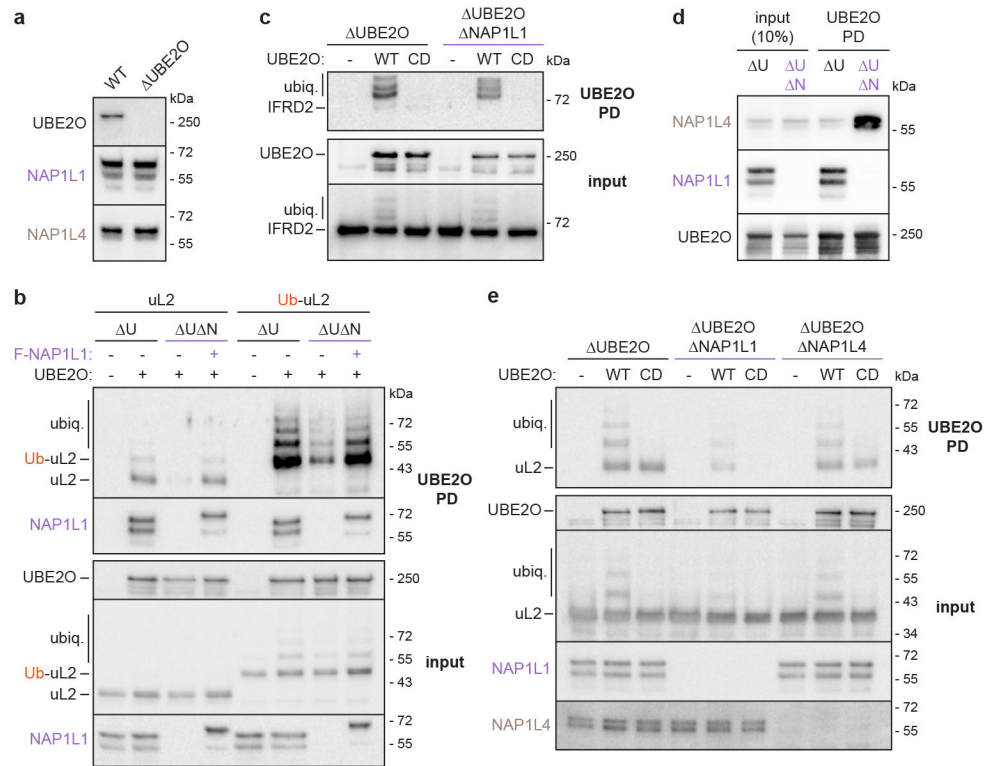 a
WT
ΔUBE2O
kDa
UBE2O
- 250
- 72
NAP1L1
- 55
- 72
NAP1L4
- 55
c
ΔUBE2O
ΔUBE2O
ΔNAP1L1
UBE2O: - WT CD - WT CD kDa
ubiq.
IFRD2
- 72
UBE2O
PD
UBE2O
- 250
input
ubiq.
IFRD2
- 72
d
input
(10%)
UBE2O
PD
ΔU ΔU ΔU ΔU
ΔN ΔN
kDa
NAP1L4
- 55
NAP1L1
- 55
UBE2O
- 250
b
uL2 Ub-uL2
ΔU ΔUΔN ΔU ΔUΔN
F-NAP1L1: - - - + - - - +
UBE2O: - + + + - + + +
kDa
ubiq.
- 72
- 55
Ub-uL2
- 43
uL2
UBE2O
PD
NAP1L1
- 72
- 55
UBE2O
- 250
ubiq.
- 72
- 55
input
Ub-uL2
- 43
uL2
NAP1L1
- 72
- 55
e
ΔUBE2O
ΔUBE2O
ΔNAP1L1
ΔUBE2O
ΔNAP1L4
UBE2O: - WT CD - WT CD - WT CD kDa
ubiq.
- 72
- 55
- 43
uL2
- 34
UBE2O
PD
UBE2O
- 250
ubiq.
- 72
- 55
- 43
uL2
- 34
input
NAP1L1
- 72
- 55
NAP1L4
- 55